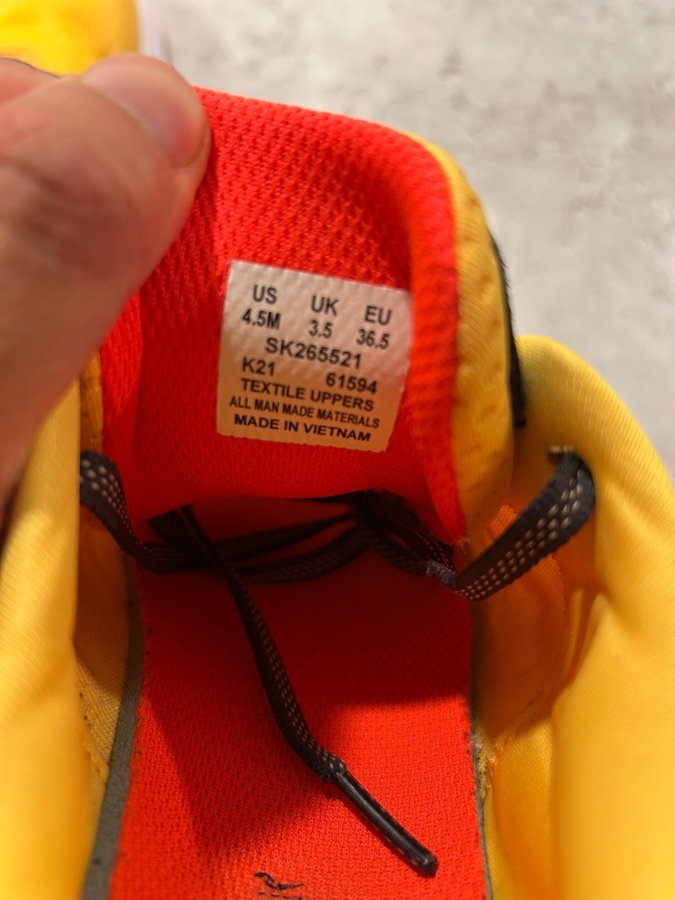 US UK EU
4.5M 3.5 36.5
SK265521
K21 61594
TEXTILE UPPERS
ALL MAN MADE MATERIALS
MADE IN VIETNAM